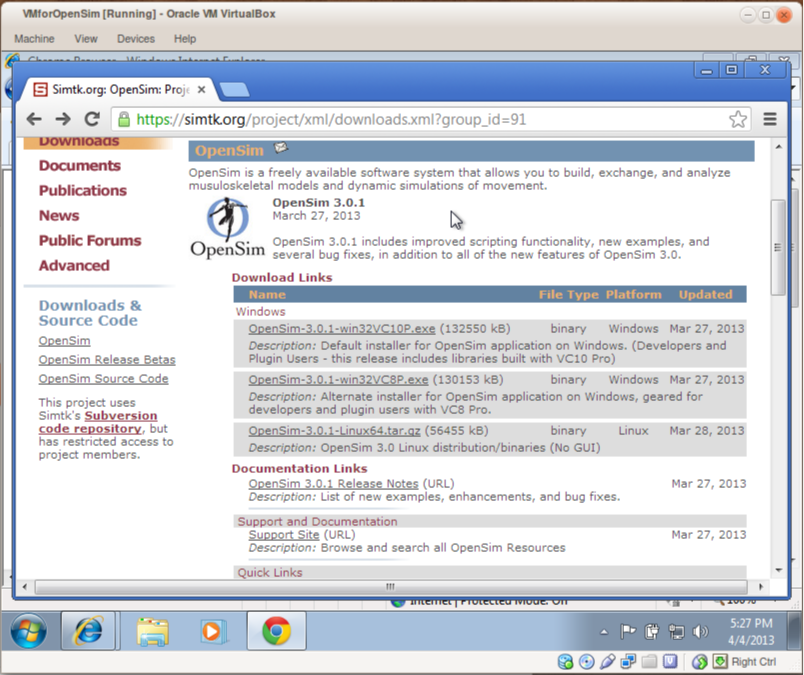 VMforOpenSim [Running] - Oracle VM VirtualBox
Machine View Devices Help
Chrome Browser - Windows Internet Explorer
Simtk.org: OpenSim: Proje
https://simtk.org/project/xml/downloads.xml?group_id=91
Downloads
Documents
Publications
News
Public Forums
Advanced
Downloads &
Source Code
OpenSim
OpenSim Release Betas
OpenSim Source Code
This project uses
Simtk's Subversion
code repository, but
has restricted access to
project members.
OpenSim
OpenSim is a freely available software system that allows you to build, exchange, and analyze
musuloskeletal models and dynamic simulations of movement.
OpenSim
OpenSim 3.0.1
March 27, 2013
OpenSim 3.0.1 includes improved scripting functionality, new examples, and
several bug fixes, in addition to all of the new features of OpenSim 3.0.
Download Links
Name File Type Platform Updated
Windows
OpenSim-3.0.1-win32VC10P.exe (132550 kB) binary Windows Mar 27, 2013
Description: Default installer for OpenSim application on Windows. (Developers and
Plugin Users - this release includes libraries built with VC10 Pro)
OpenSim-3.0.1-win32VC8P.exe (130153 kB) binary Windows Mar 27, 2013
Description: Alternate installer for OpenSim application on Windows, geared for
developers and plugin users with VC8 Pro.
OpenSim-3.0.1-Linux64.tar.gz (56455 kB) binary Linux Mar 28, 2013
Description: OpenSim 3.0 Linux distribution/binaries (No GUI)
Documentation Links
OpenSim 3.0.1 Release Notes (URL) Mar 27, 2013
Description: List of new examples, enhancements, and bug fixes.
Support and Documentation
Support Site (URL) Mar 27, 2013
Description: Browse and search all OpenSim Resources
Quick Links
Internet | Protected Mode: Off 100%
5:27 PM
4/4/2013
Right Ctrl